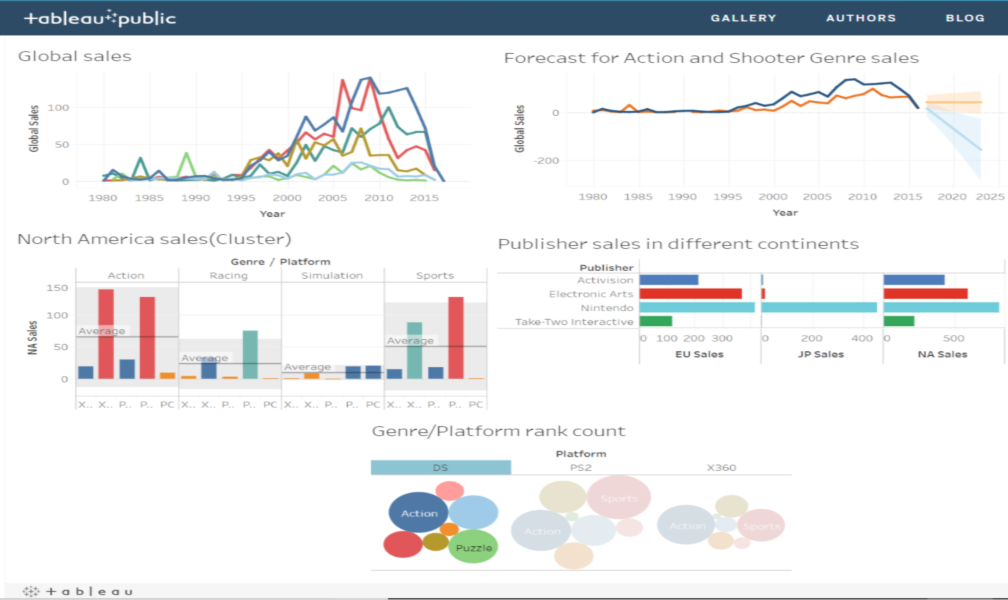 +ableau public
GALLERY AUTHORS BLOG
Global sales
Global Sales
100
50
0
1980 1985 1990 1995 2000 2005 2010 2015
Year
Forecast for Action and Shooter Genre sales
Global Sales
0
-200
1980 1985 1990 1995 2000 2005 2010 2016 2020 2025
Year
North America sales(Cluster)
Genre / Platform
Action Racing Simulation Sports
NA Sales
150
100
50
0
Average Average Average Average
X.. X.. P.. P.. PC X.. X.. P.. P.. PC X.. X.. P.. P.. PC X.. X.. P.. P.. PC
Publisher sales in different continents
Publisher
Activision
Electronic Arts
Nintendo
Take-Two Interactive
0 100 200 300 0 200 400 0 500
EU Sales JP Sales NA Sales
Genre/Platform rank count
Platform
DS PS2 X360
Action Puzzle Action Sports Action Sports
+ a b | e a u